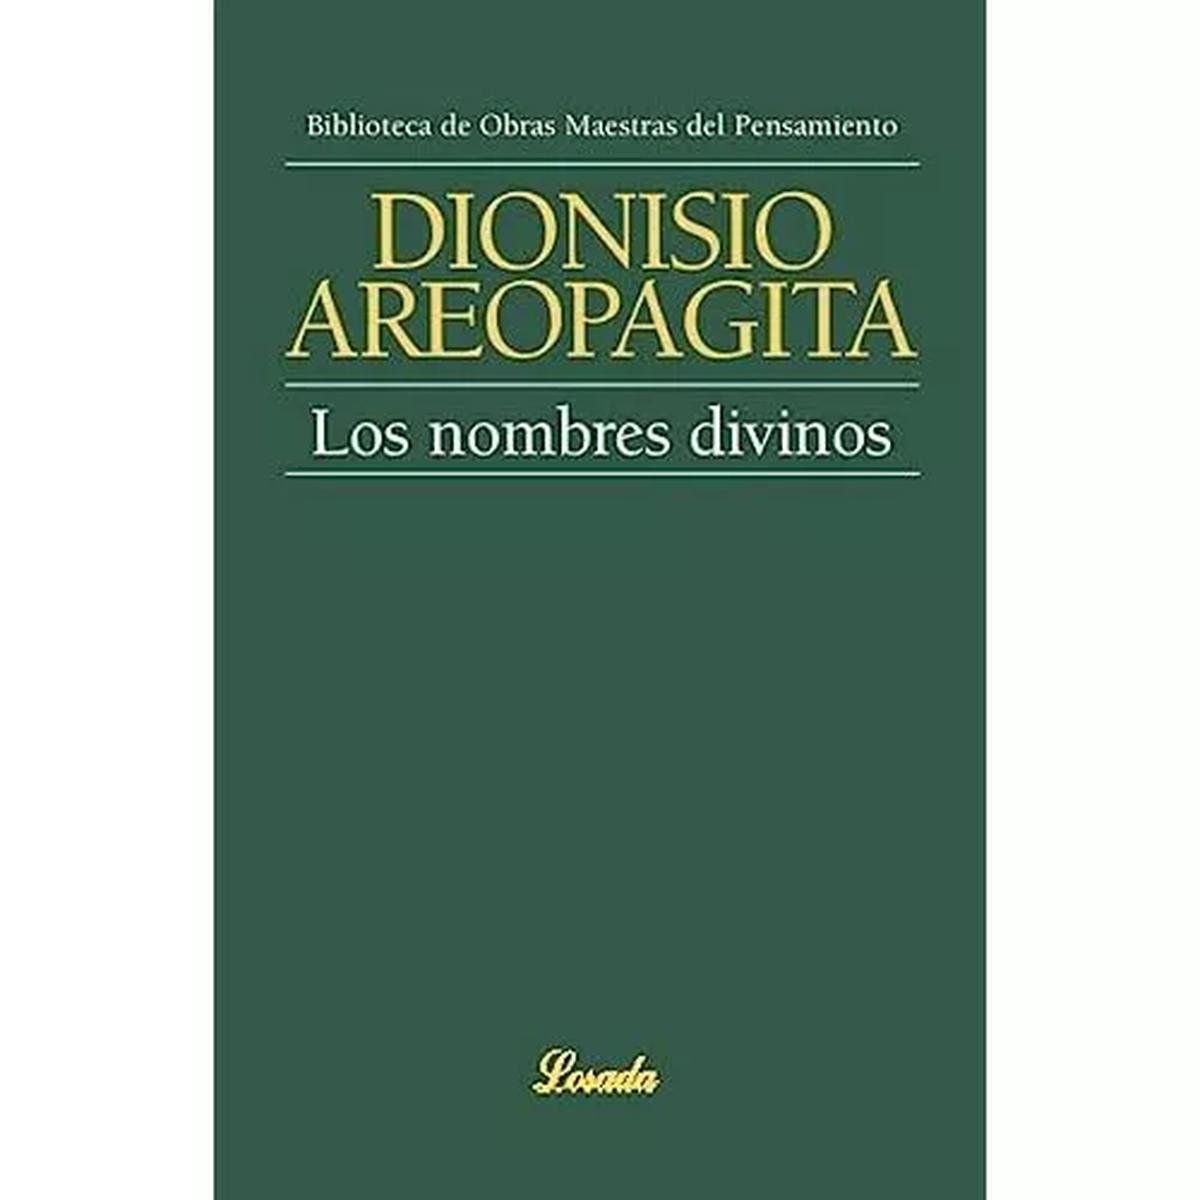 Biblioteca de Obras Maestras del Pensamiento
DIONISIO
AREOPAGITA
Los nombres divinos
Losada